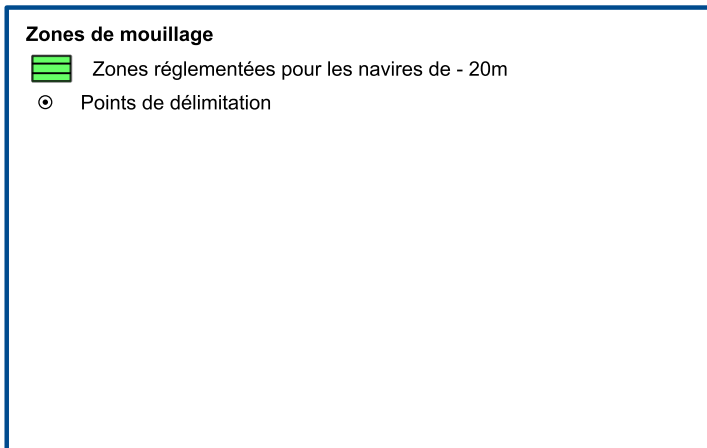 Zones de mouillage
Zones réglementées pour les navires de - 20m
Points de délimitation